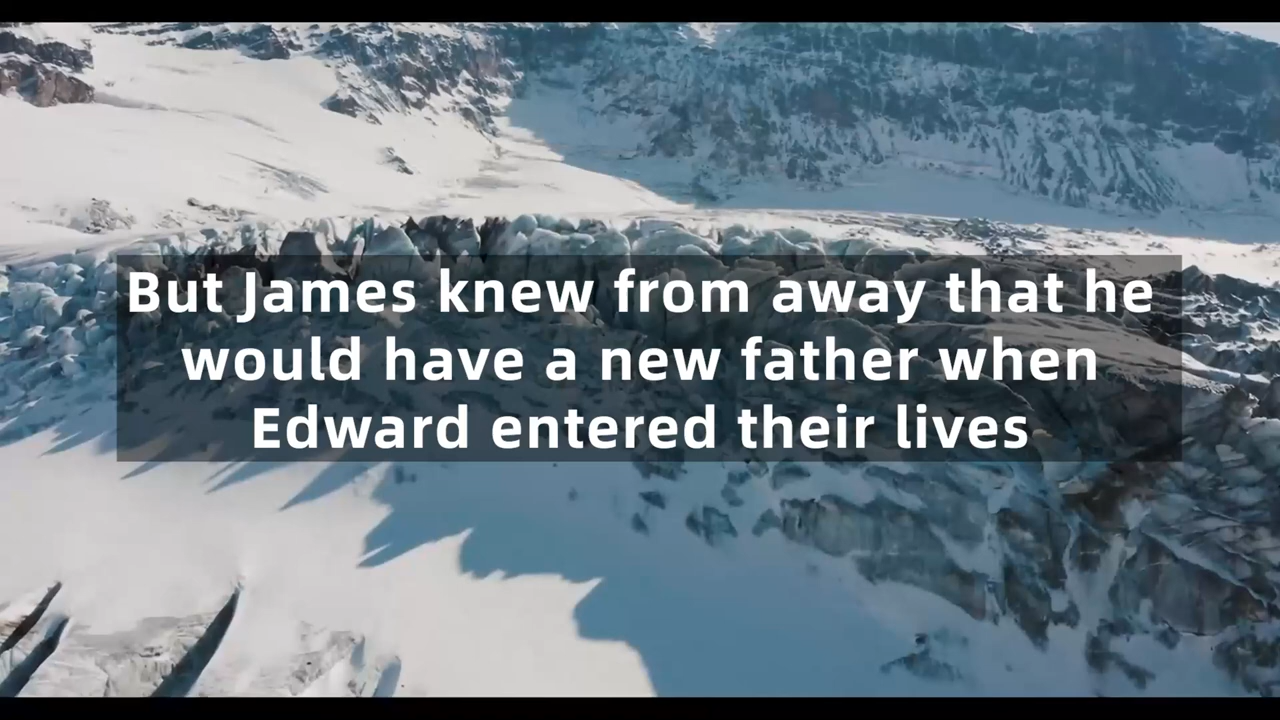 But James knew from away that he
would have a new father when
Edward entered their lives